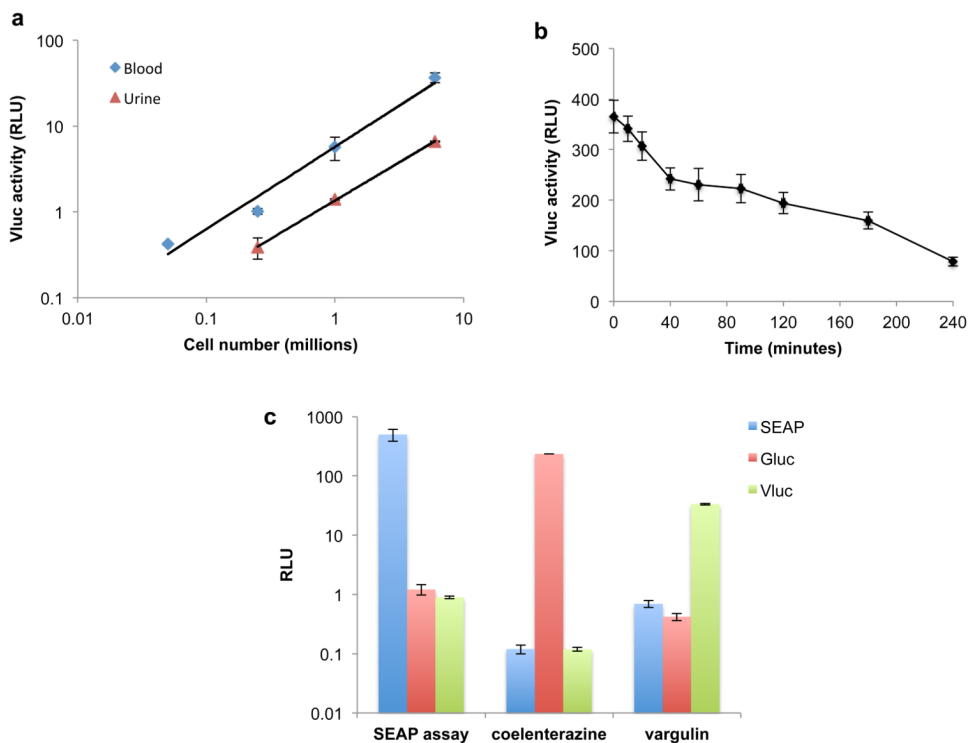 a
100
10
1
0.1
Vluc activity (RLU)
Blood
Urine
0.01
0.1
1
10
Cell number (millions)
b
500
400
300
200
100
0
Vluc activity (RLU)
0
40
80
120
160
200
240
Time (minutes)
c
1000
100
10
1
0.1
0.01
RLU
SEAP
Gluc
Vluc
SEAP assay
coelenterazine
vargulin